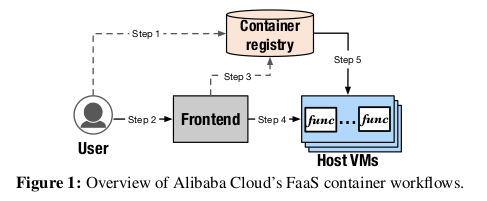 Container
registry
Step 1
Step 3
Step 5
Step 2
Frontend
Step 4
func ... func
User
Host VMs
Figure 1: Overview of Alibaba Cloud's FaaS container workflows.